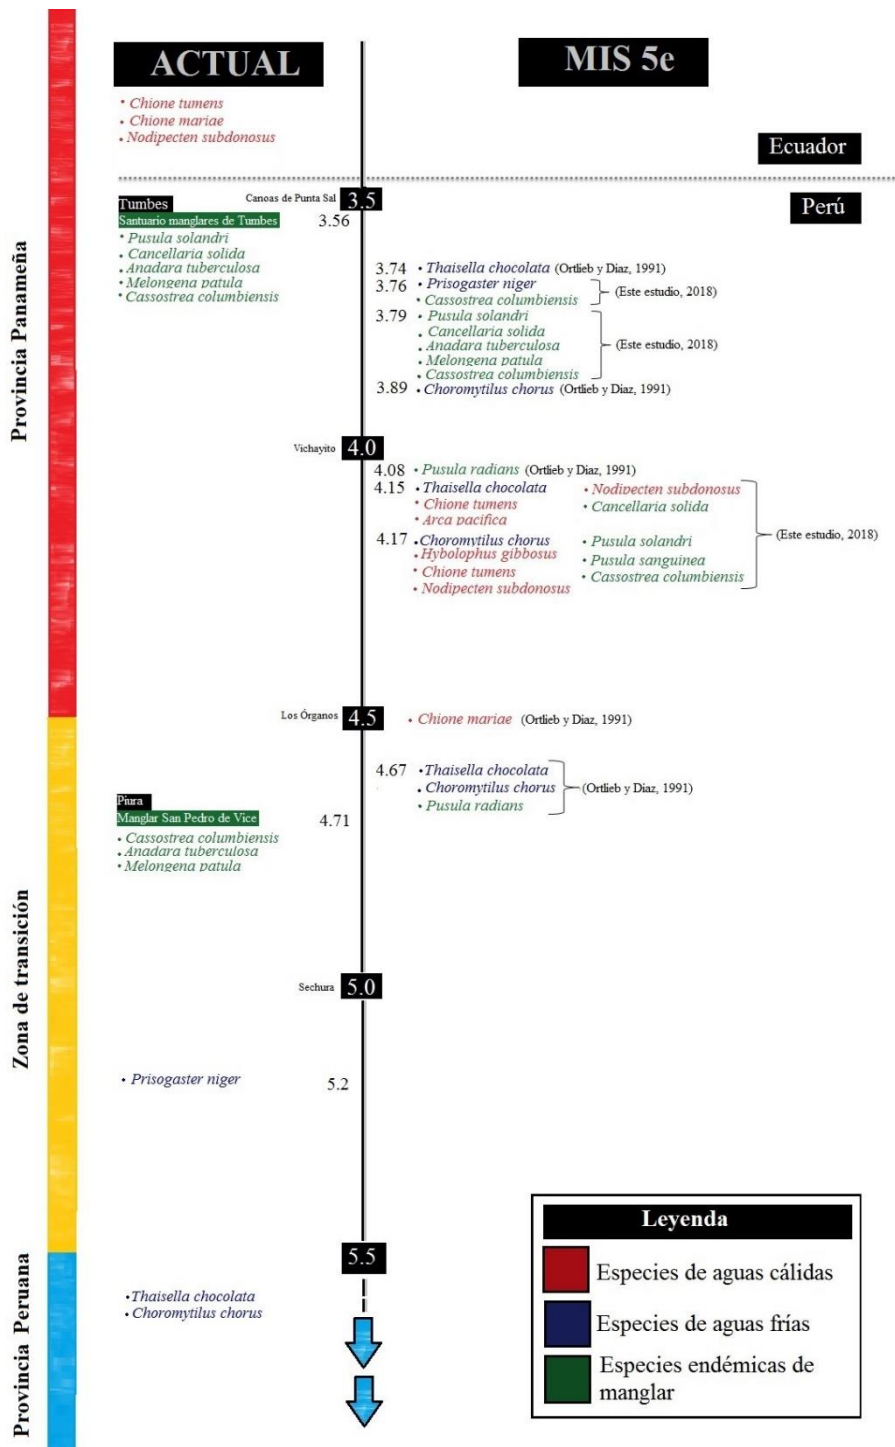 ACTUAL
MIS 5e
• Chione tumens
• Chione mariae
• Nodipecten subdonosus
Ecuador
Perú
Provincia Panameña
Canoas de Punta Sal 3.5
Tumbes
Santuario manglares de Tumbes 3.56
• Pusula solandri
• Cancellaria solida
• Anadara tuberculosa
• Melongena patula
• Cassostrea columbiensis
3.74 • Thaisella chocolata (Ortlieb y Diaz, 1991)
3.76 • Prisogaster niger
• Cassostrea columbiensis
(Este estudio, 2018)
3.79 • Pusula solandri
• Cancellaria solida
• Anadara tuberculosa
• Melongena patula
• Cassostrea columbiensis
(Este estudio, 2018)
3.89 • Choromytilus chorus (Ortlieb y Diaz, 1991)
Vichayito 4.0
4.08 • Pusula radians (Ortlieb y Diaz, 1991)
4.15 • Thaisella chocolata • Nodipecten subdonosus
• Chione tumens • Cancellaria solida
• Arca pacifica
(Este estudio, 2018)
4.17 • Choromytilus chorus • Pusula solandri
• Hybolophus gibbosus • Pusula sanguinea
• Chione tumens • Cassostrea columbiensis
• Nodipecten subdonosus
Los Órganos 4.5
• Chione mariae (Ortlieb y Diaz, 1991)
4.67 • Thaisella chocolata
• Choromytilus chorus (Ortlieb y Diaz, 1991)
• Pusula radians
Zona de transición
Piura
Manglar San Pedro de Vice 4.71
• Cassostrea columbiensis
• Anadara tuberculosa
• Melongena patula
Sechura 5.0
• Prisogaster niger 5.2
5.5
Provincia Peruana
• Thaisella chocolata
• Choromytilus chorus
Leyenda
Especies de aguas cálidas
Especies de aguas frías
Especies endémicas de
manglar